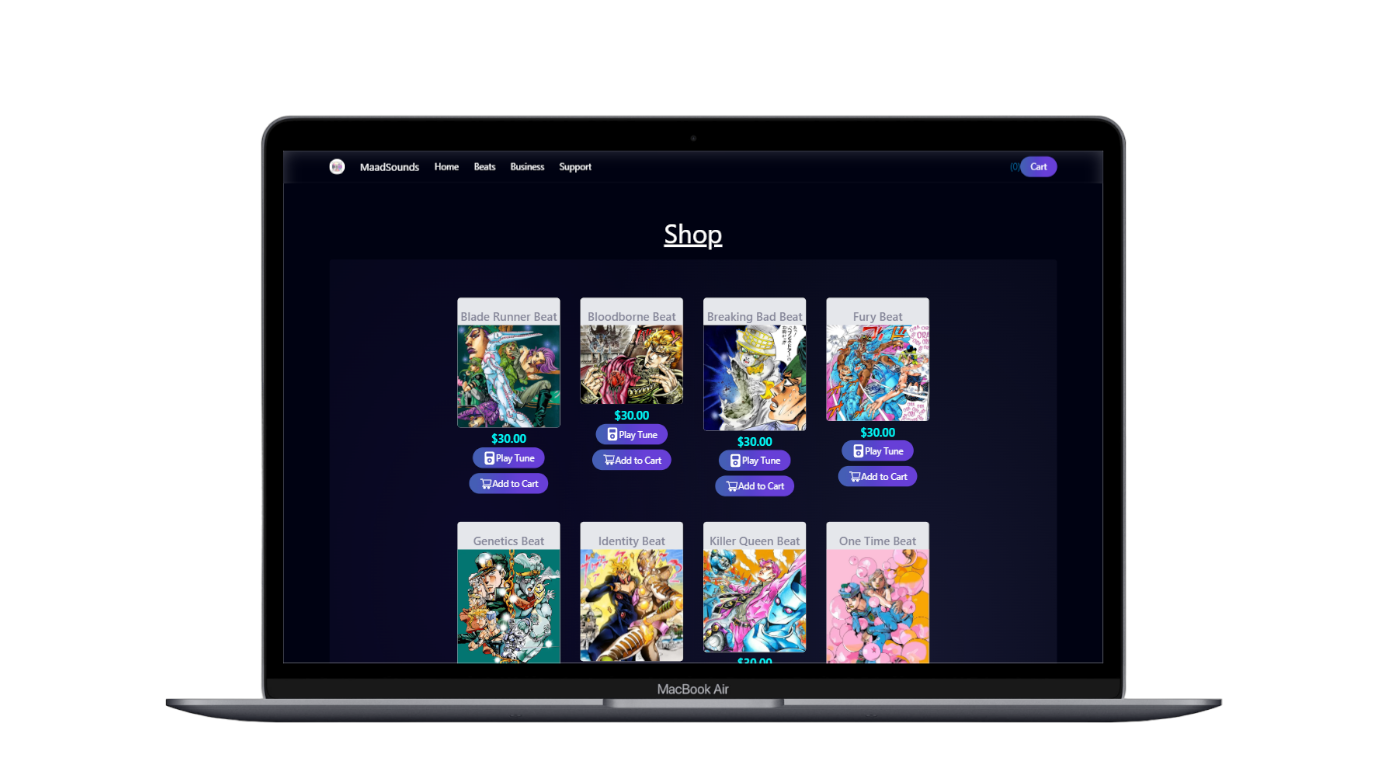 MaadSounds Home Beats Business Support (0) Cart
Shop
Blade Runner Beat Bloodborne Beat Breaking Bad Beat Fury Beat
$30.00 $30.00 $30.00 $30.00
Play Tune Play Tune Play Tune Play Tune
Add to Cart Add to Cart Add to Cart Add to Cart
Genetics Beat Identity Beat Killer Queen Beat One Time Beat
$30.00
MacBook Air